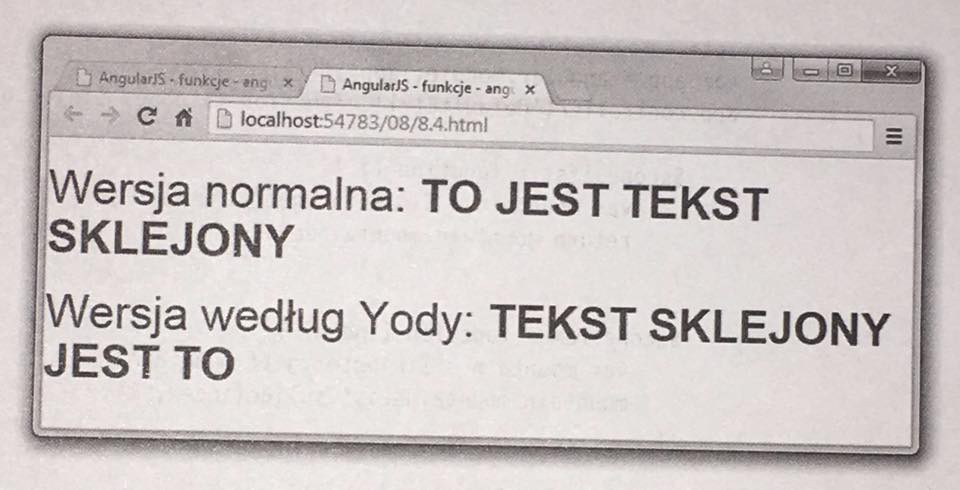 AngularJS - funkcje - ang
AngularJS - funkcje - ang
localhost:54783/08/8.4.html
Wersja normalna: TO JEST TEKST
SKLEJONY
Wersja według Yody: TEKST SKLEJONY
JEST TO